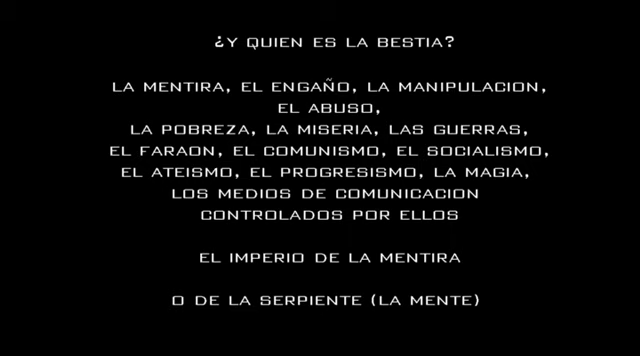 ¿Y QUIEN ES LA BESTIA?
LA MENTIRA, EL ENGAÑO, LA MANIPULACION,
EL ABUSO,
LA POBREZA, LA MISERIA, LAS GUERRAS,
EL FARAON, EL COMUNISMO, EL SOCIALISMO,
EL ATEISMO, EL PROGRESISMO, LA MAGIA,
LOS MEDIOS DE COMUNICACION
CONTROLADOS POR ELLOS
EL IMPERIO DE LA MENTIRA
O DE LA SERPIENTE (LA MENTE)